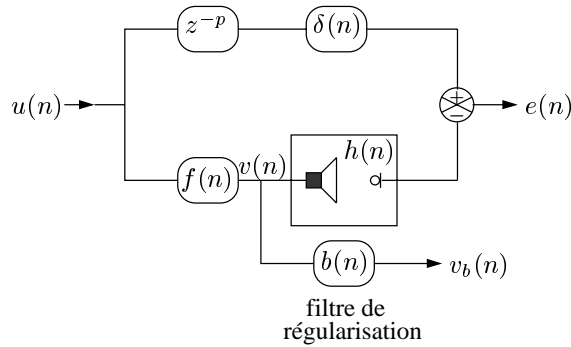 z⁻ᵖ
δ(n)
u(n)
+
−
e(n)
h(n)
f(n)
v(n)
b(n)
v_b(n)
filtre de
régularisation